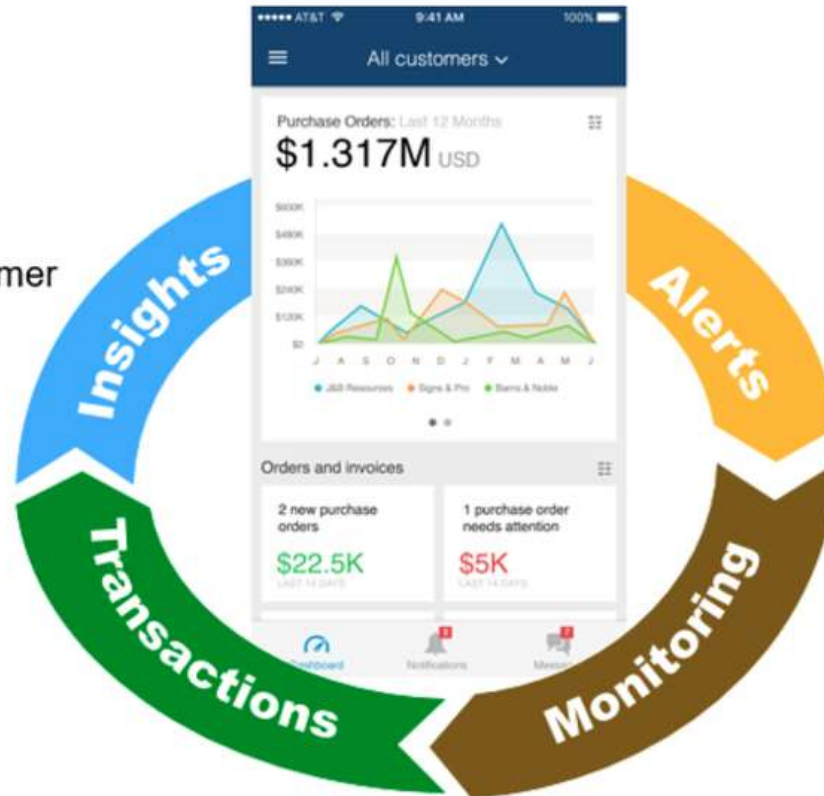 AT&T 9:41 AM 100%
All customers
Purchase Orders: Last 12 Months
$1.317M USD
$600K
$480K
$360K
$240K
$120K
$0
J A S O N D J F M A M J
J&B Resources Signs & Pro Barns & Noble
Orders and invoices
2 new purchase
orders
$22.5K
LAST 14 DAYS
1 purchase order
needs attention
$5K
LAST 14 DAYS
Dashboard Notifications
mer
Insights
Alerts
Transactions
Monitoring